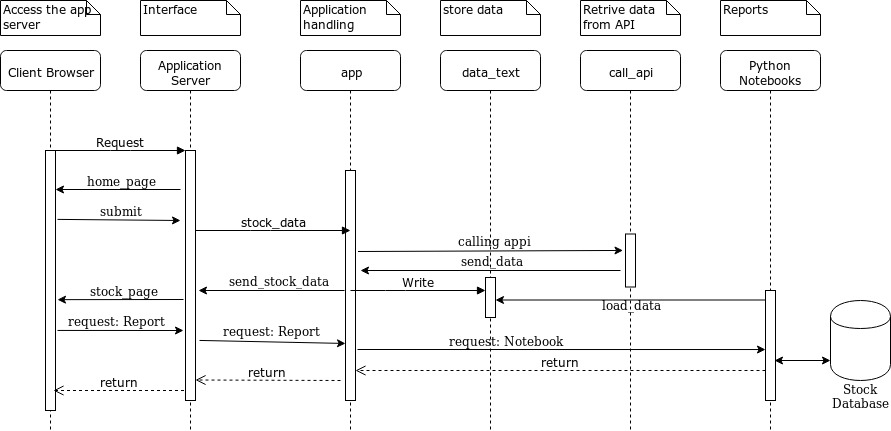 Access the app
server
Interface
Application
handling
store data
Retrive data
from API
Reports
Client Browser
Application
Server
app
data_text
call_api
Python
Notebooks
Request
home_page
submit
stock_data
calling appi
send_data
send_stock_data
Write
stock_page
load_data
request: Report
request: Report
request: Notebook
return
return
return
Stock
Database